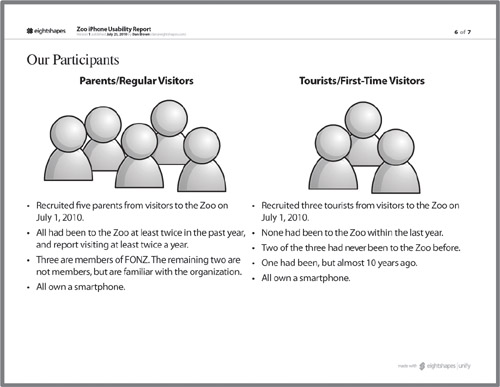 eightshapes
Zoo iPhone Usability Report
July 21, 2010
Dan Brown
6 of 7
Our Participants
Parents/Regular Visitors
• Recruited five parents from visitors to the Zoo on
July 1, 2010.
• All had been to the Zoo at least twice in the past year,
and report visiting at least twice a year.
• Three are members of FONZ. The remaining two are
not members, but are familiar with the organization.
• All own a smartphone.
Tourists/First-Time Visitors
• Recruited three tourists from visitors to the Zoo on
July 1, 2010.
• None had been to the Zoo within the last year.
• Two of the three had never been to the Zoo before.
• One had been, but almost 10 years ago.
• All own a smartphone.
made with eightshapes | unify